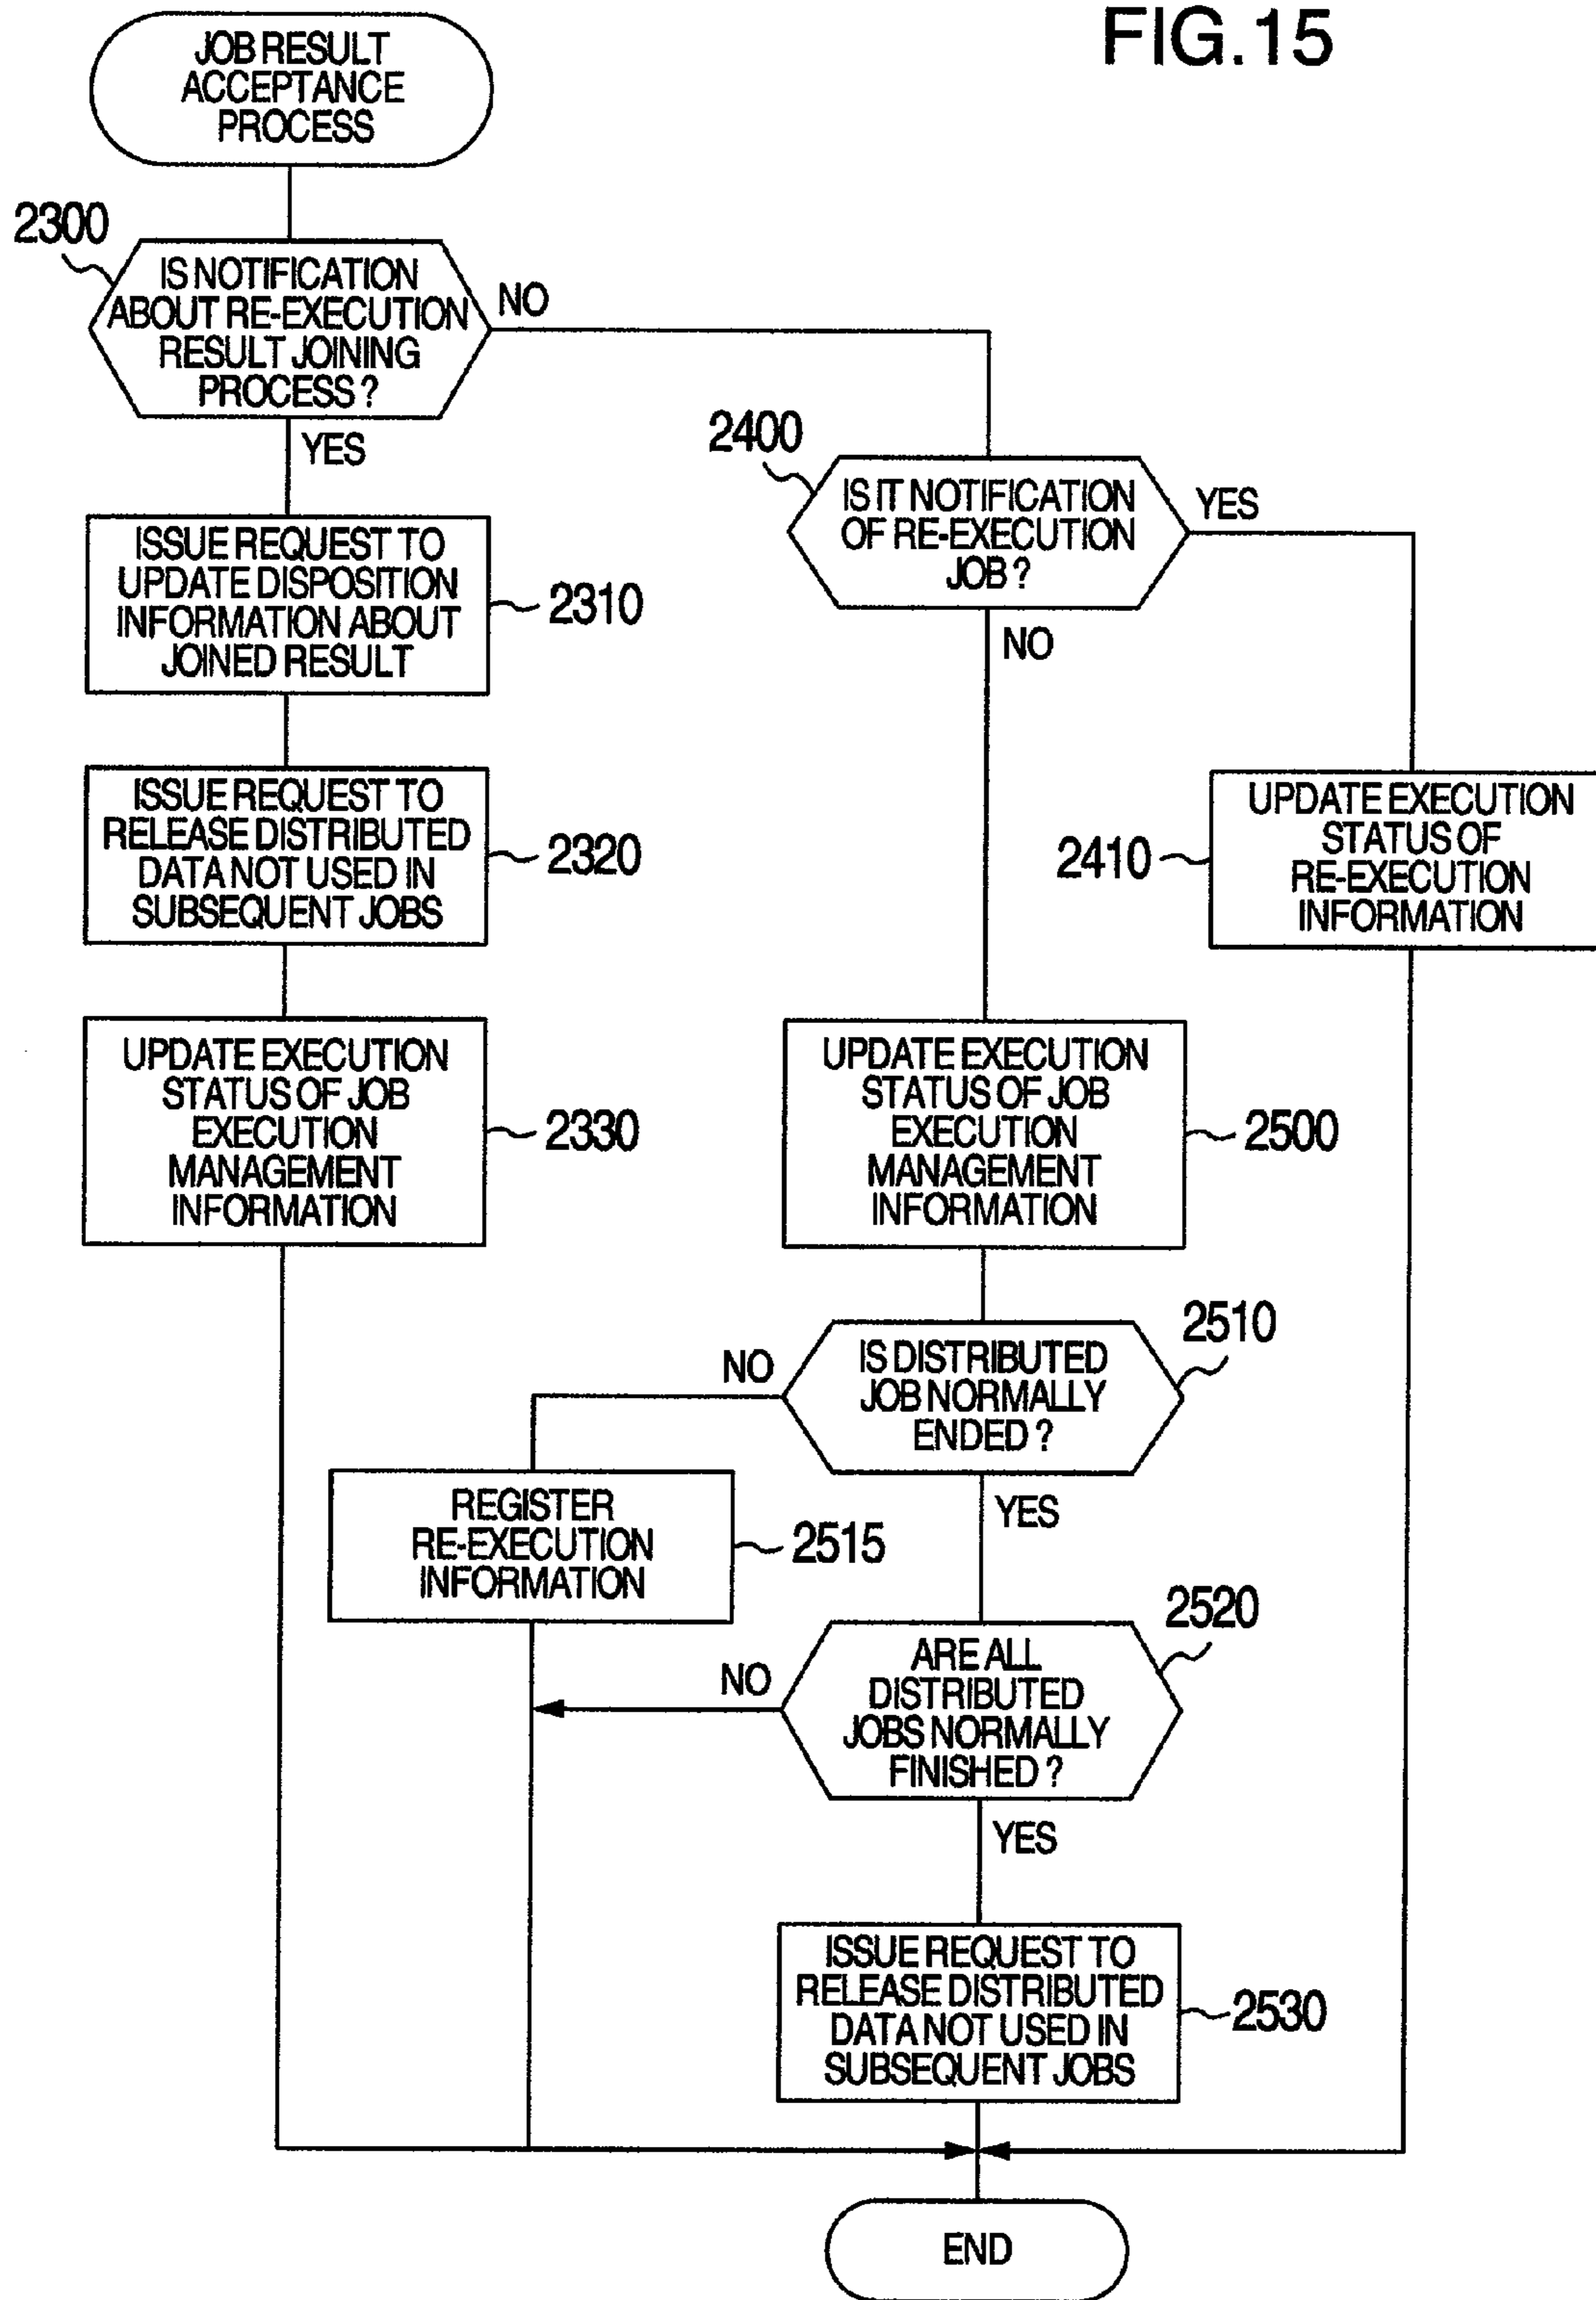 FIG.15
JOB RESULT
ACCEPTANCE
PROCESS
2300
IS NOTIFICATION
ABOUT RE-EXECUTION
RESULT JOINING
PROCESS?
NO
YES
2400
IS IT NOTIFICATION
OF RE-EXECUTION
JOB?
YES
NO
ISSUE REQUEST TO
UPDATE DISPOSITION
INFORMATION ABOUT
JOINED RESULT
2310
ISSUE REQUEST TO
RELEASE DISTRIBUTED
DATA NOT USED IN
SUBSEQUENT JOBS
2320
2410
UPDATE EXECUTION
STATUS OF
RE-EXECUTION
INFORMATION
UPDATE EXECUTION
STATUS OF JOB
EXECUTION
MANAGEMENT
INFORMATION
2330
UPDATE EXECUTION
STATUS OF JOB
EXECUTION
MANAGEMENT
INFORMATION
2500
2510
IS DISTRIBUTED
JOB NORMALLY
ENDED?
NO
YES
REGISTER
RE-EXECUTION
INFORMATION
2515
2520
ARE ALL
DISTRIBUTED
JOBS NORMALLY
FINISHED?
NO
YES
ISSUE REQUEST TO
RELEASE DISTRIBUTED
DATA NOT USED IN
SUBSEQUENT JOBS
2530
END